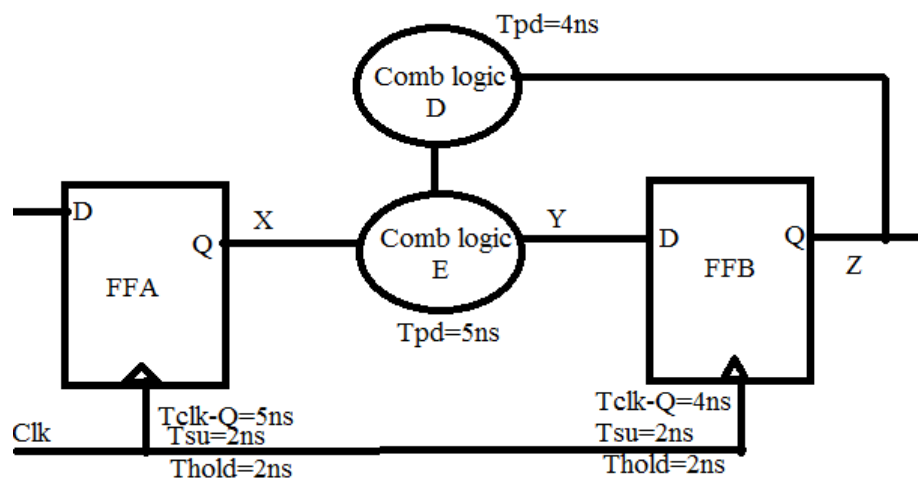 Tpd=4ns
Comb logic
D
D
Q
X
FFA
Comb logic
E
Y
Tpd=5ns
D
Q
FFB
Z
Clk
Tclk-Q=5ns
Tsu=2ns
Thold=2ns
Tclk-Q=4ns
Tsu=2ns
Thold=2ns